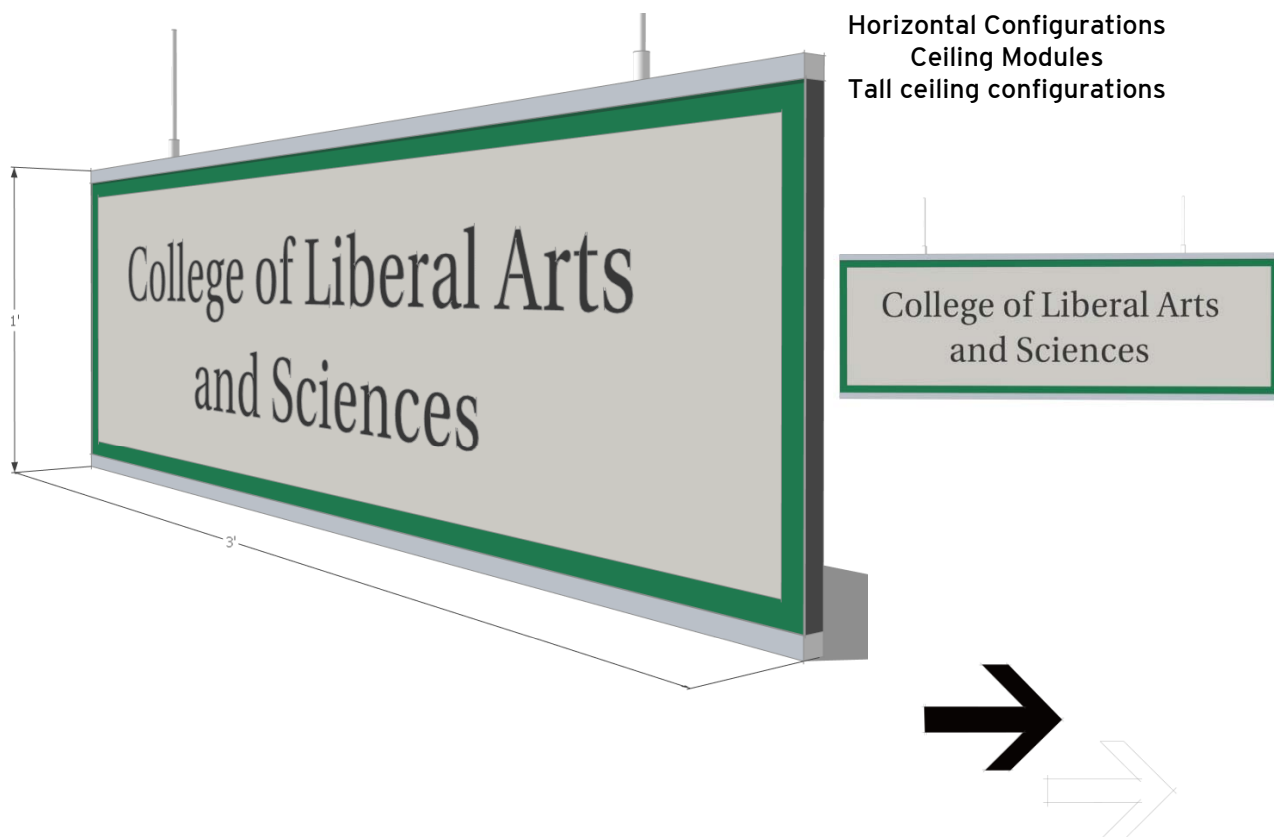 Horizontal Configurations
Ceiling Modules
Tall ceiling configurations
College of Liberal Arts
and Sciences
1'
3'
College of Liberal Arts
and Sciences